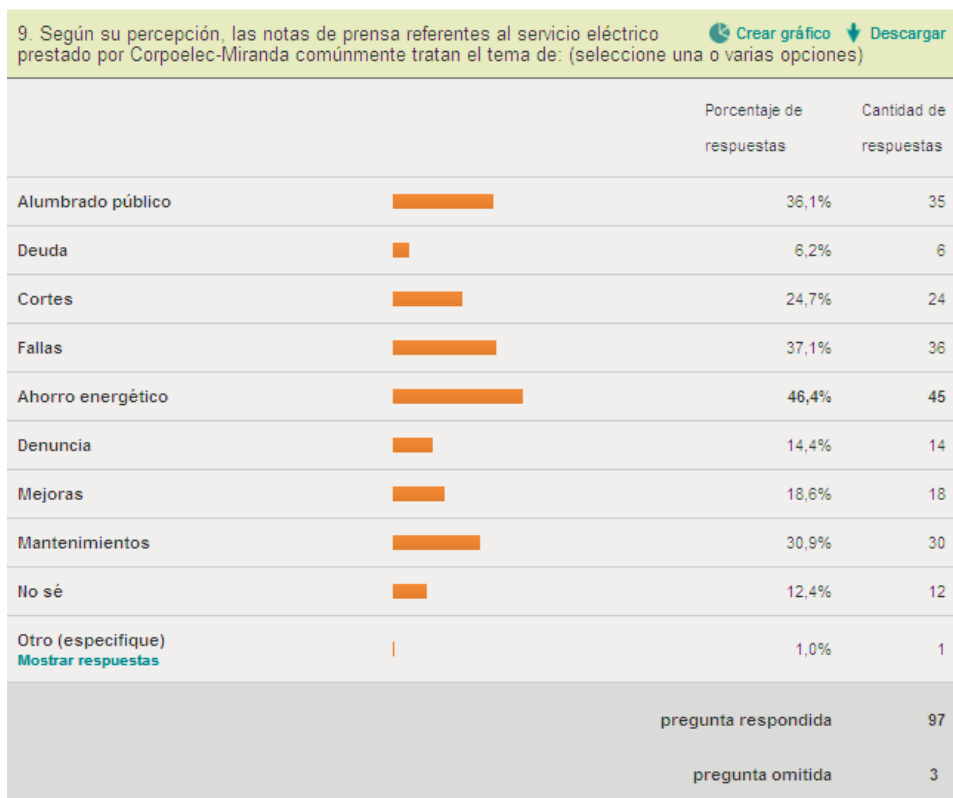 9. Según su percepción, las notas de prensa referentes al servicio eléctrico Crear gráfico Descargar
prestado por Corpoelec-Miranda comúnmente tratan el tema de: (seleccione una o varias opciones)
Porcentaje de Cantidad de
respuestas respuestas
Alumbrado público 36,1% 35
Deuda 6,2% 6
Cortes 24,7% 24
Fallas 37,1% 36
Ahorro energético 46,4% 45
Denuncia 14,4% 14
Mejoras 18,6% 18
Mantenimientos 30,9% 30
No sé 12,4% 12
Otro (especifique) 1,0% 1
Mostrar respuestas
pregunta respondida 97
pregunta omitida 3